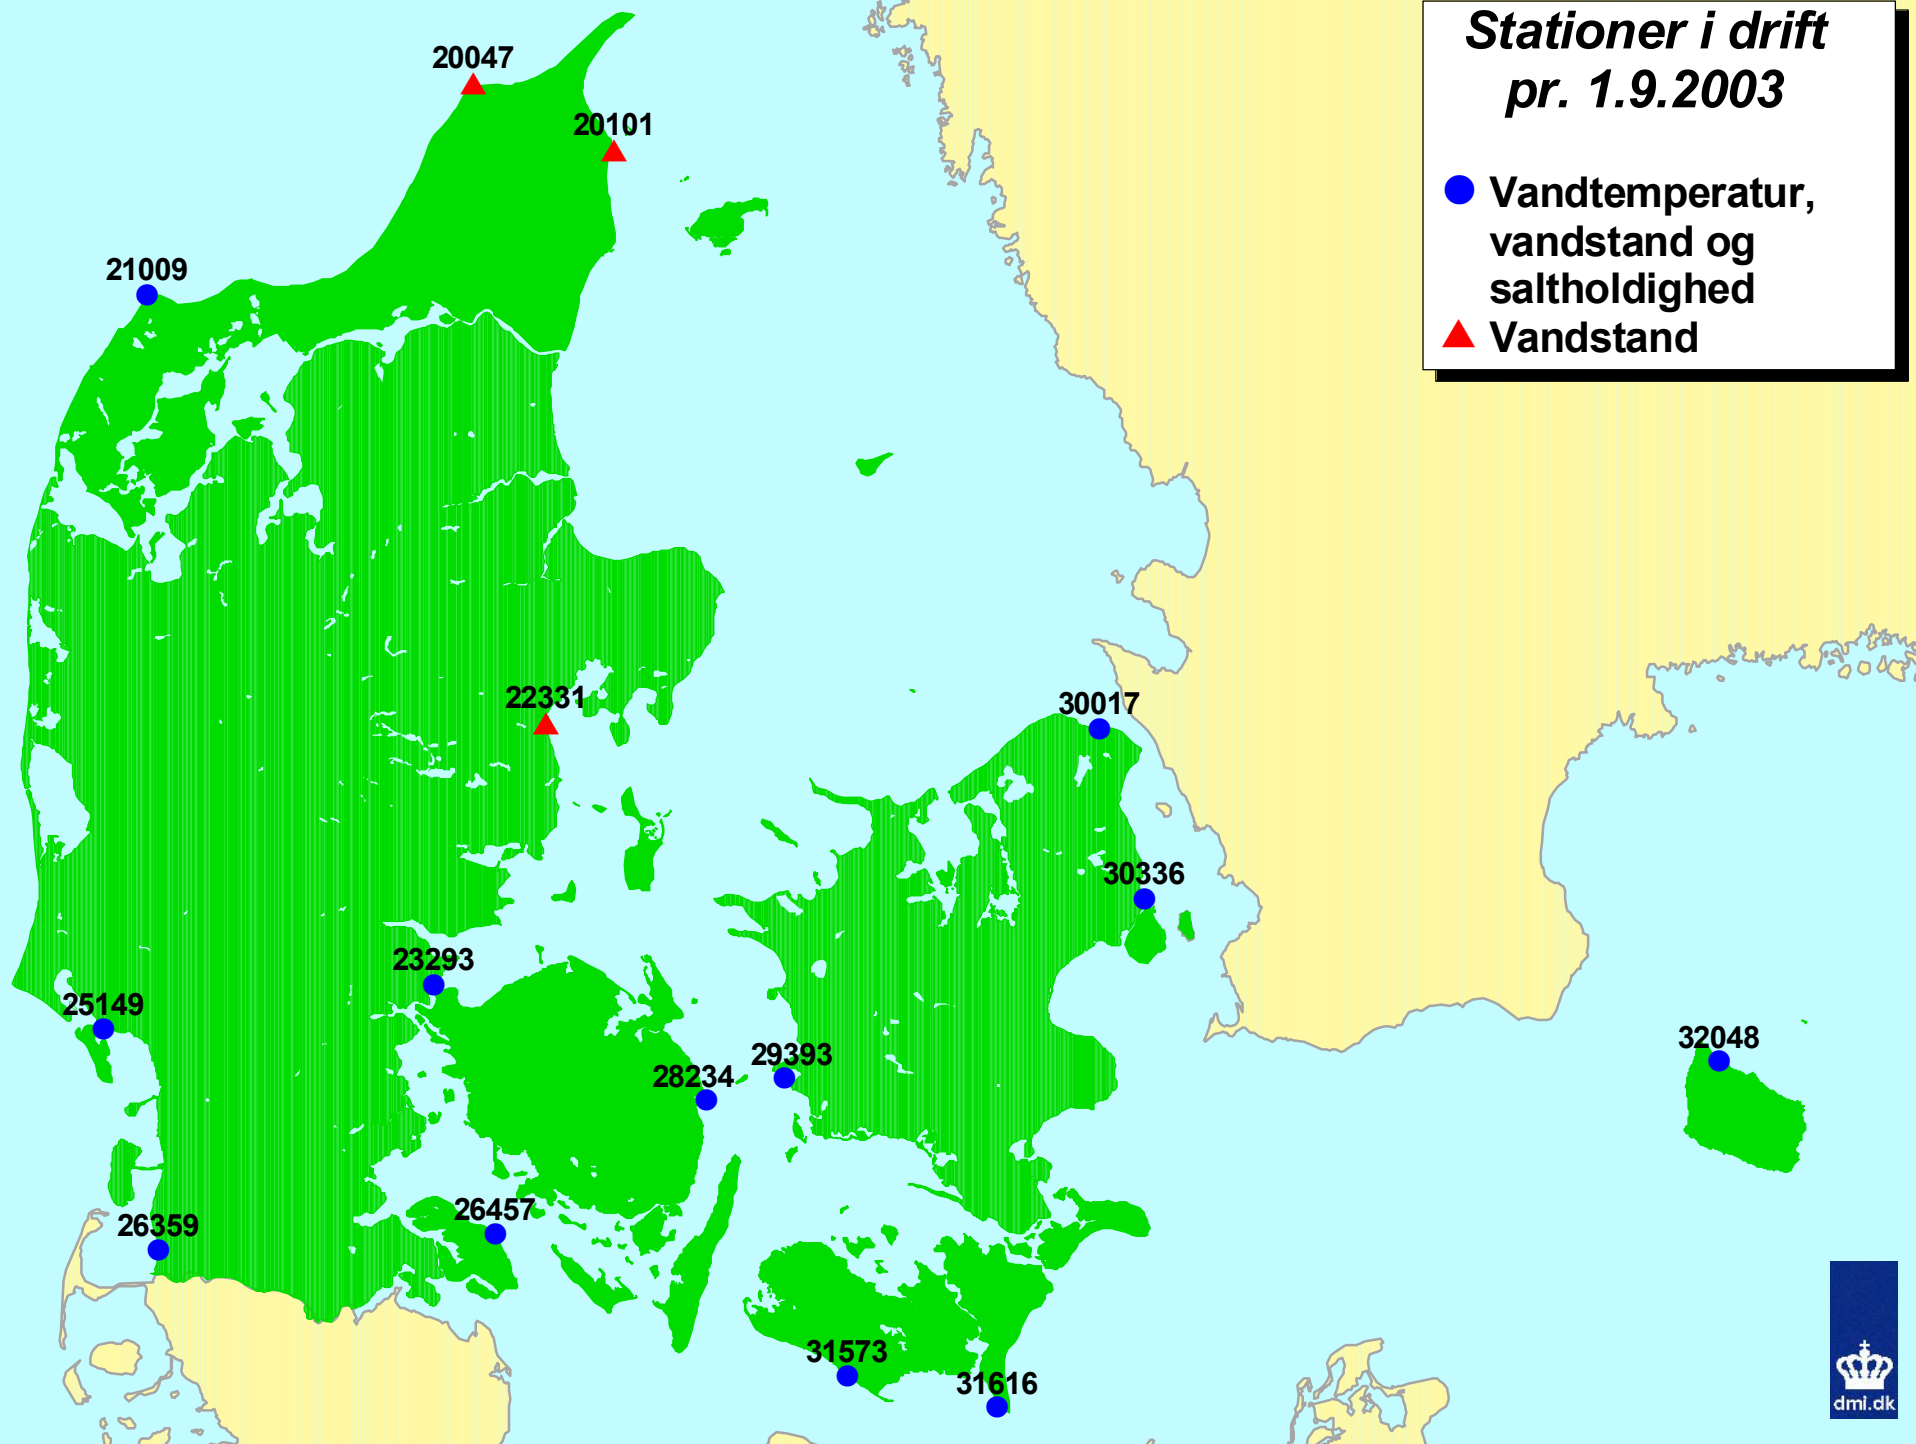 Stationer i drift
pr. 1.9.2003
Vandtemperatur,
vandstand og
saltholdighed
Vandstand
20047
20101
21009
22331
30017
30336
23293
25149
29393
28234
32048
26457
26359
31573
31616
dmi.dk